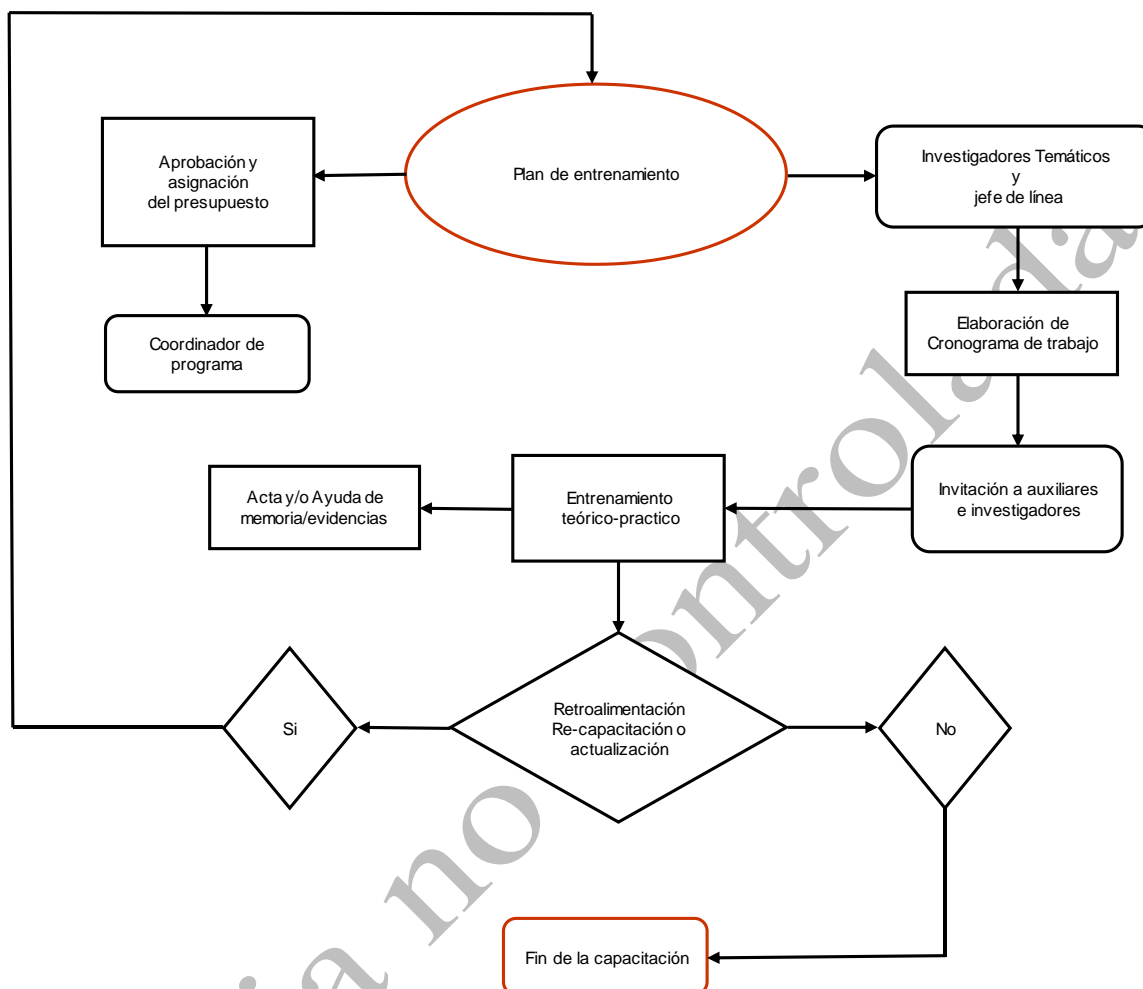 Plan de entrenamiento
Aprobación y
asignación
del presupuesto
Investigadores Temáticos
y
jefe de línea
Coordinador de
programa
Elaboración de
Cronograma de trabajo
Acta y/o Ayuda de
memoria/evidencias
Entrenamiento
teórico-practico
Invitación a auxiliares
e investigadores
Si
Retroalimentación
Re-capacitación o
actualización
No
Fin de la capacitación